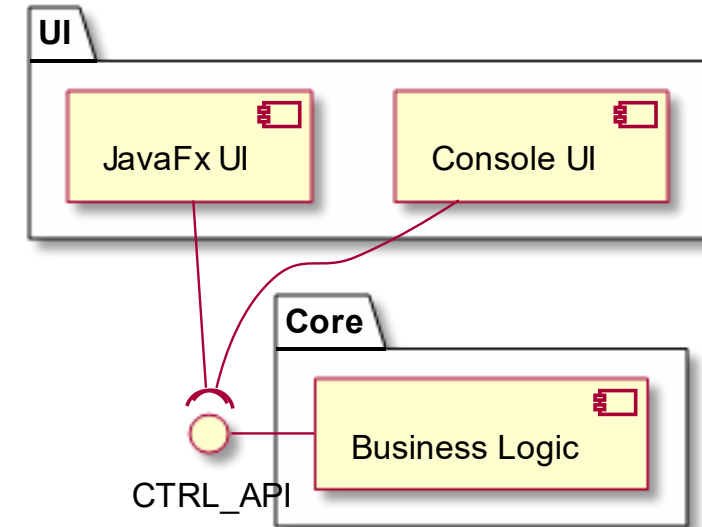 UI
JavaFx UI
Console UI
Core
Business Logic
CTRL_API